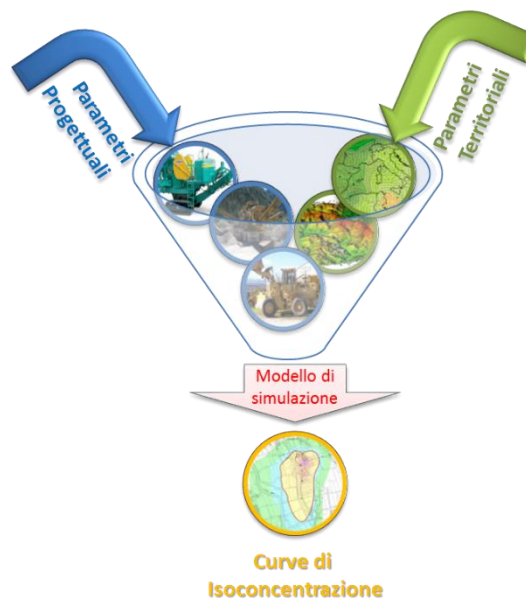 Parametri
Progettuali
Parametri
Territoriali
Modello di
simulazione
Curve di
Isoconcentrazione